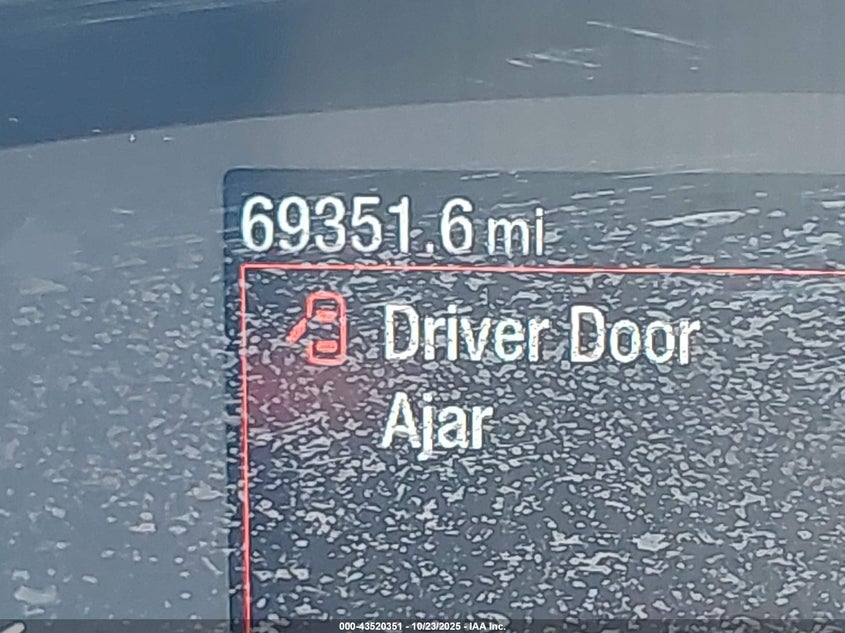 69351.6 mi
Driver Door
Ajar
000-43520351 - 10/23/2025 - IAA Inc.